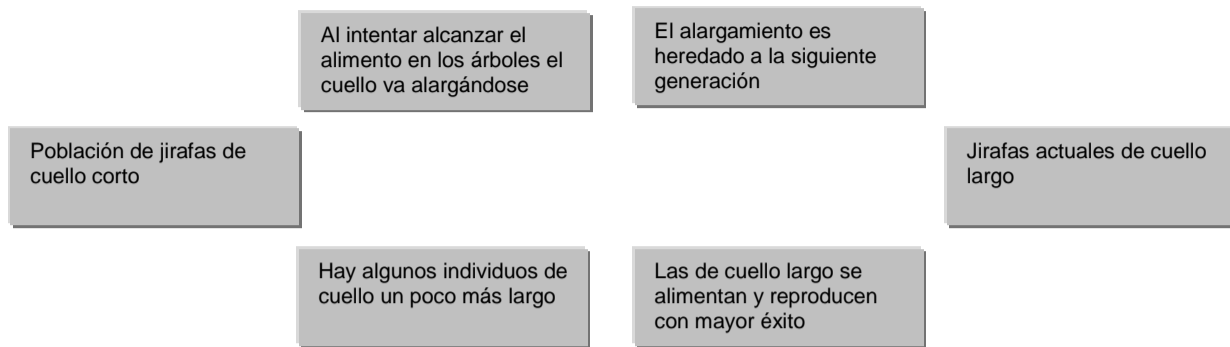 Al intentar alcanzar el
alimento en los árboles el
cuello va alargándose
El alargamiento es
heredado a la siguiente
generación
Población de jirafas de
cuello corto
Jirafas actuales de cuello
largo
Hay algunos individuos de
cuello un poco más largo
Las de cuello largo se
alimentan y reproducen
con mayor éxito